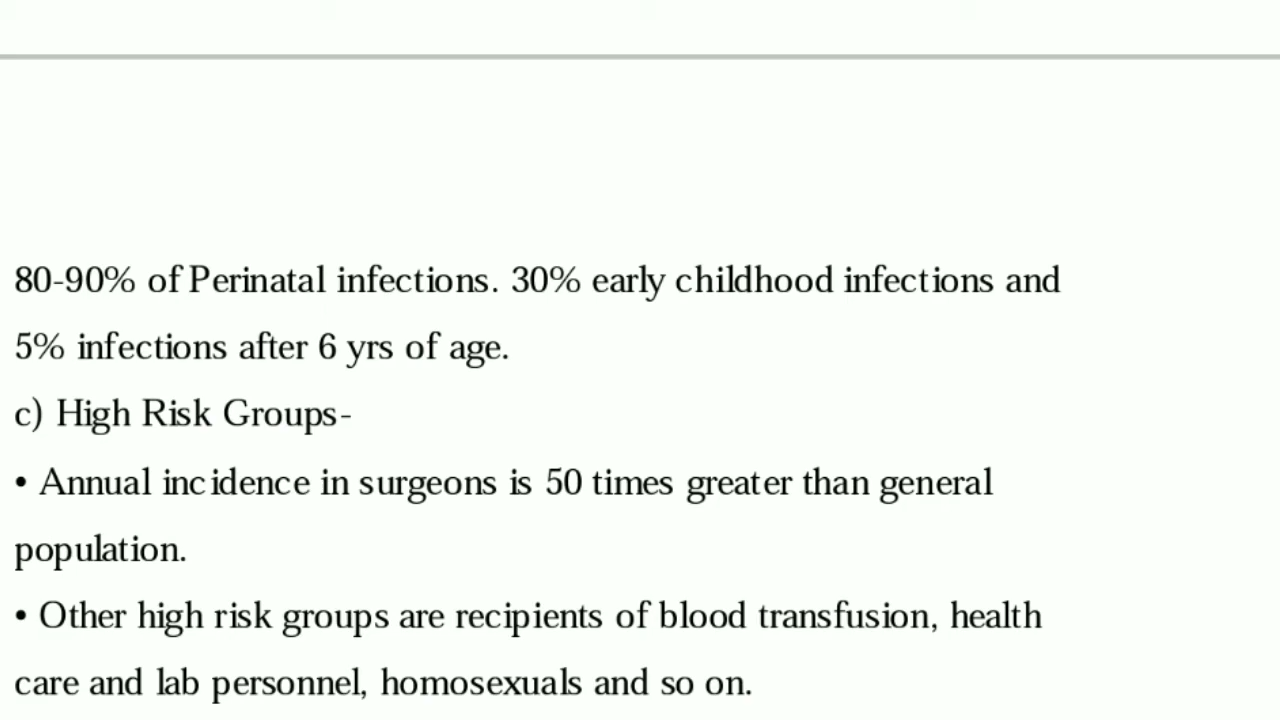 80-90% of Perinatal infections. 30% early childhood infections and
5% infections after 6 yrs of age.
c) High Risk Groups-
• Annual incidence in surgeons is 50 times greater than general
population.
• Other high risk groups are recipients of blood transfusion, health
care and lab personnel, homosexuals and so on.